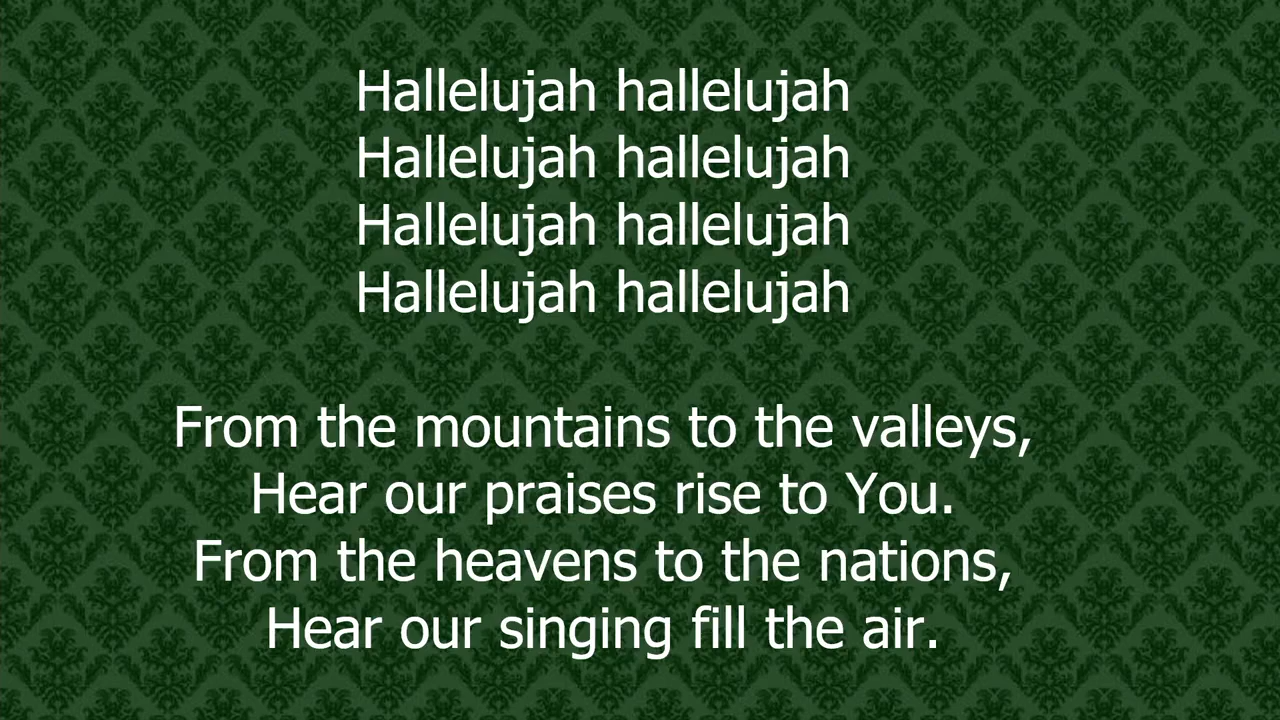 Hallelujah hallelujah
Hallelujah hallelujah
Hallelujah hallelujah
Hallelujah hallelujah
From the mountains to the valleys,
Hear our praises rise to You.
From the heavens to the nations,
Hear our singing fill the air.